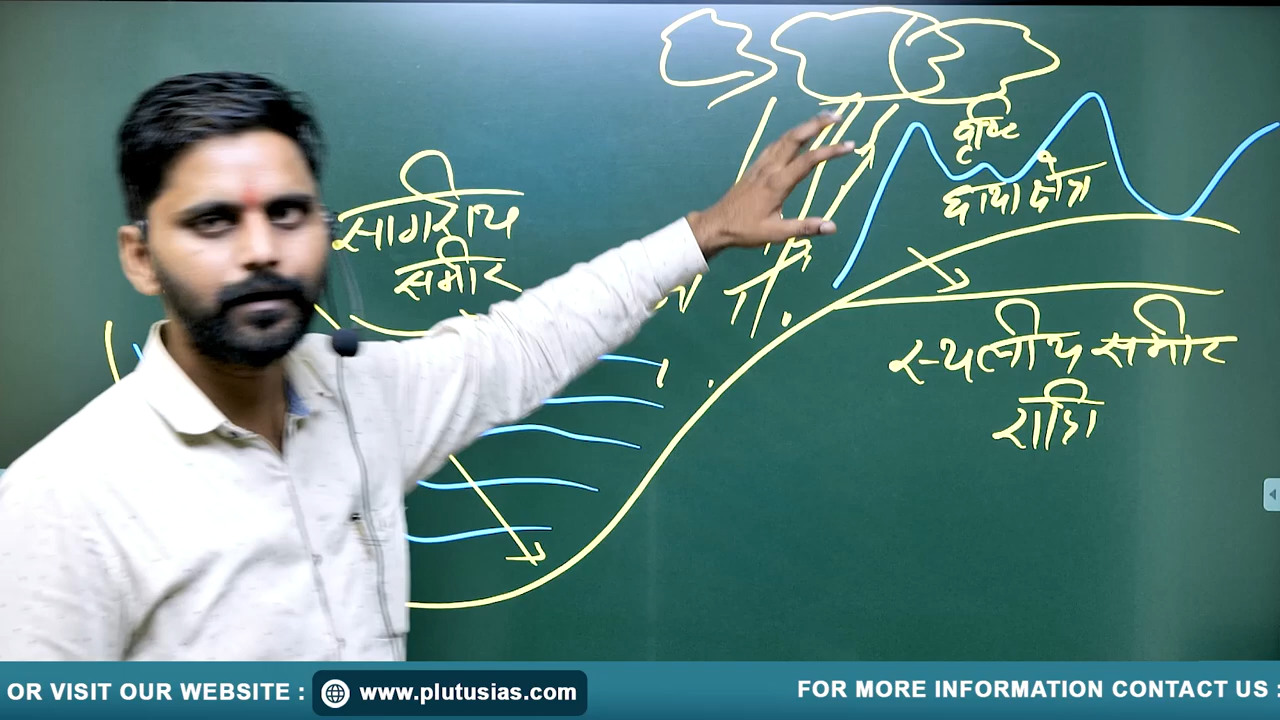 सागरीय
समीर
वृष्टि
छाया क्षेत्र
स्थलीय समीर
रात्रि
OR VISIT OUR WEBSITE : www.plutusias.com
FOR MORE INFORMATION CONTACT US :